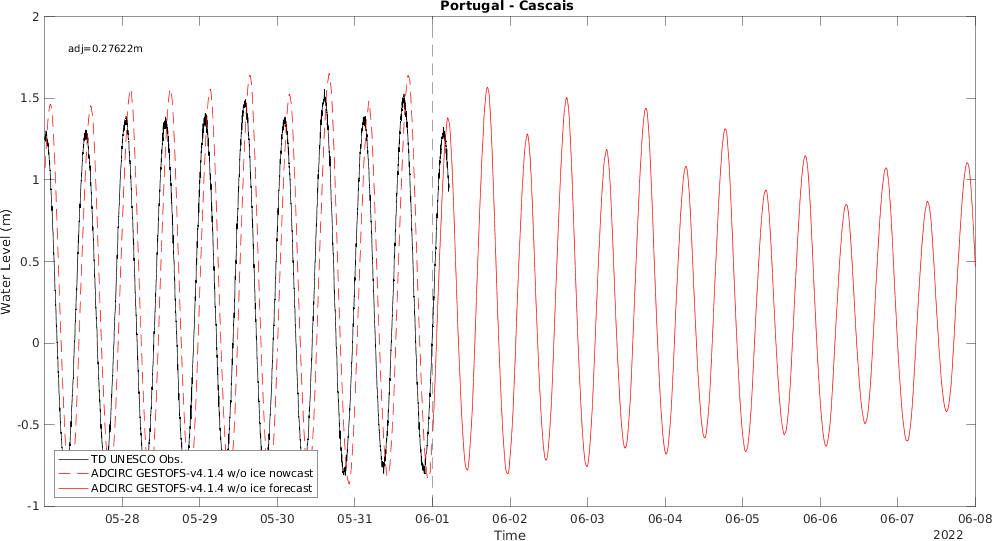 Portugal - Cascais
adj=0.27622m
Water Level (m)
2
1.5
1
0.5
0
-0.5
-1
TD UNESCO Obs.
ADCIRC GESTOFS-v4.1.4 w/o ice nowcast
ADCIRC GESTOFS-v4.1.4 w/o ice forecast
05-28 05-29 05-30 05-31 06-01 06-02 06-03 06-04 06-05 06-06 06-07 06-08
Time
2022